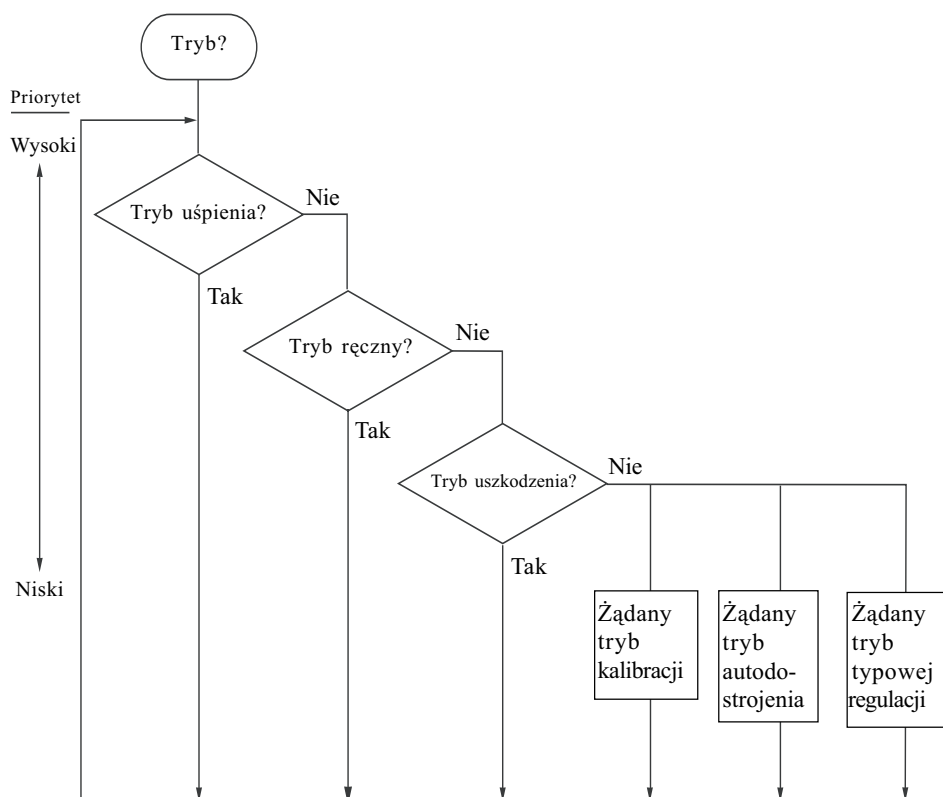 Tryb?
Priorytet
Wysoki
Nie
Tryb uśpienia?
Tak
Nie
Tryb ręczny?
Tak
Nie
Tryb uszkodzenia?
Tak
Niski
Żądany
tryb
kalibracji
Żądany
tryb
autodo-
strojenia
Żądany
tryb
typowej
regulacji